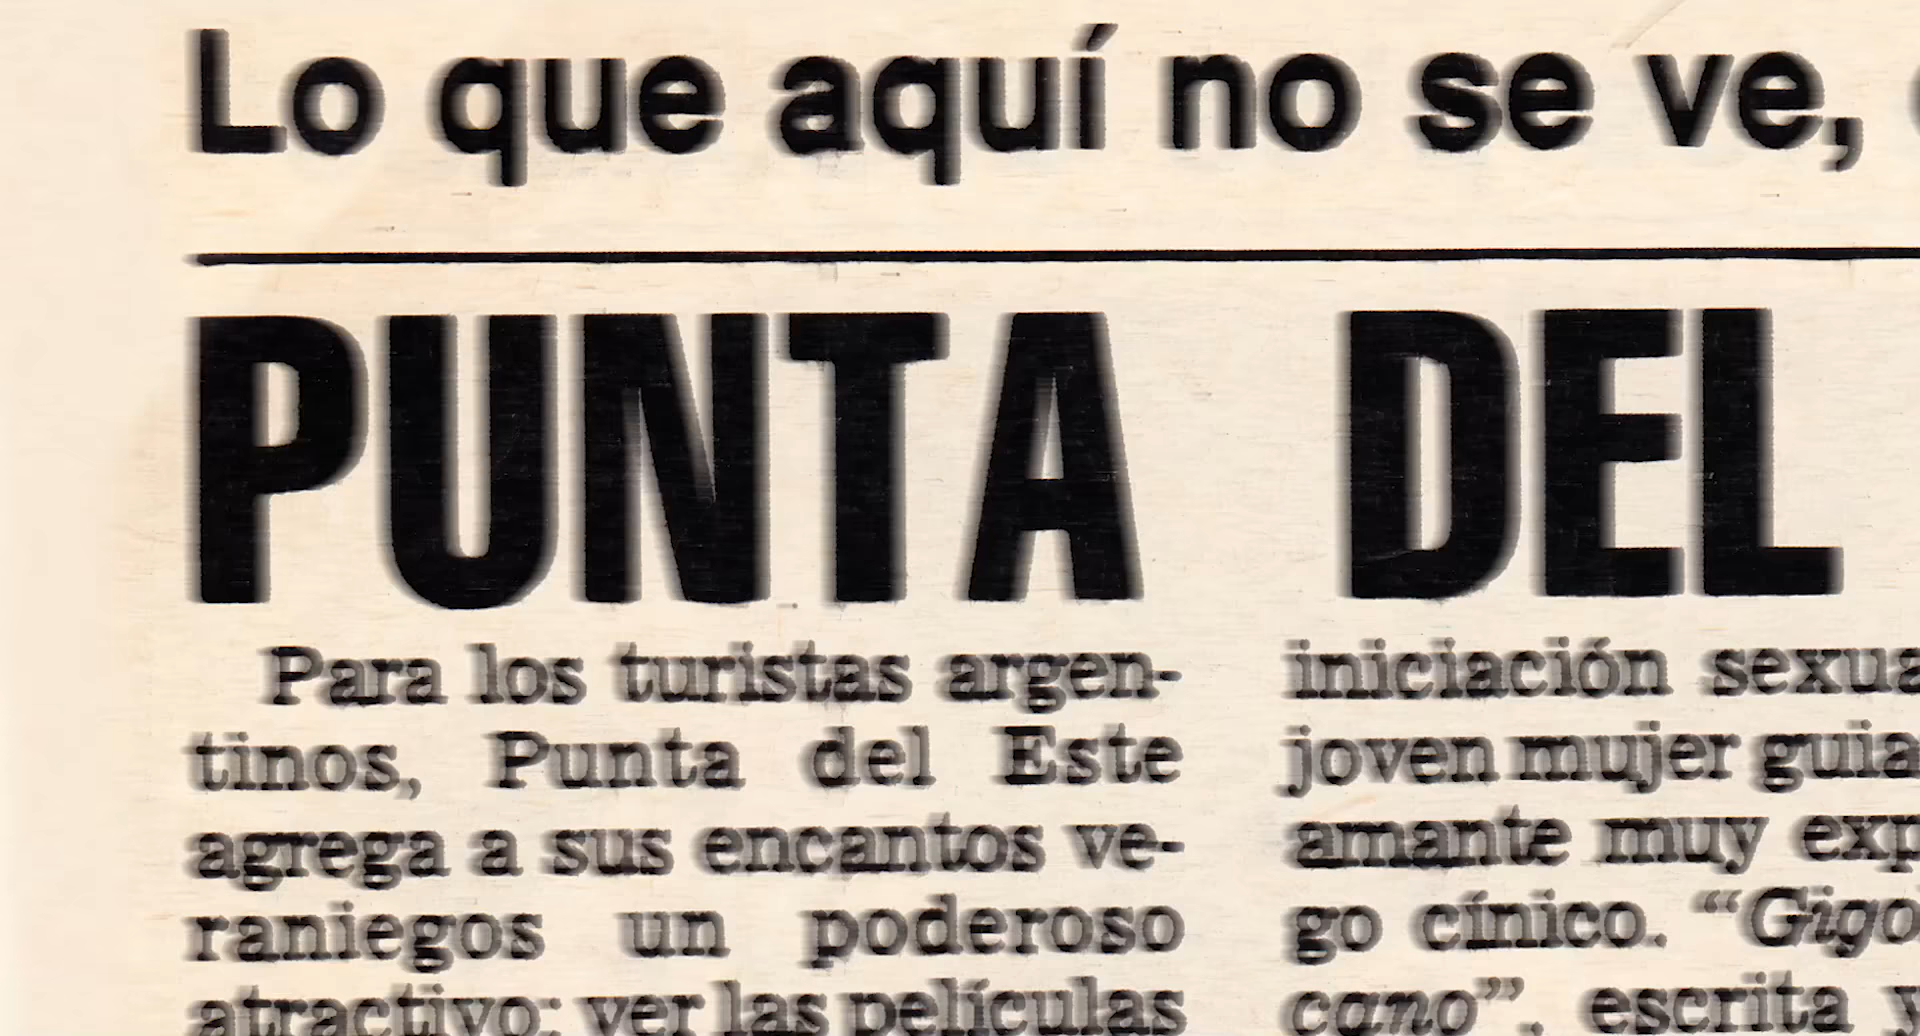 Lo que aquí no se ve,
PUNTA DEL
Para los turistas argen-
tinos, Punta del Este
agrega a sus encantos ve-
raniegos un poderoso
atractivo: ver las películas
iniciación sexua
joven mujer guia
amante muy exp
go cínico. “Gigo
cano”, escrita y